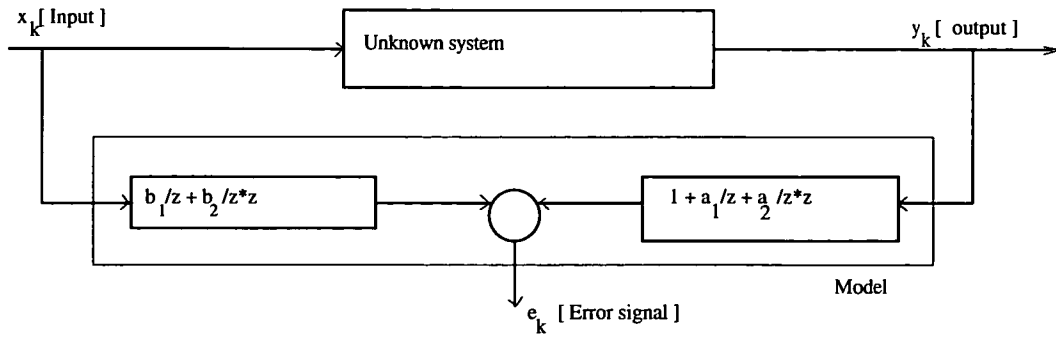 x_k [ Input ]
Unknown system
y_k [ output ]
b_1/z + b_2/z*z
1 + a_1/z + a_2/z*z
Model
e_k [ Error signal ]